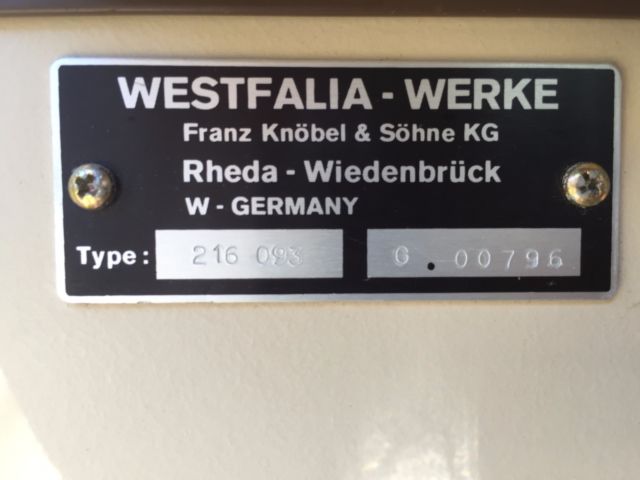 WESTFALIA - WERKE
Franz Knöbel & Söhne KG
Rheda - Wiedenbrück
W - GERMANY
Type: 216 093 G. 00796